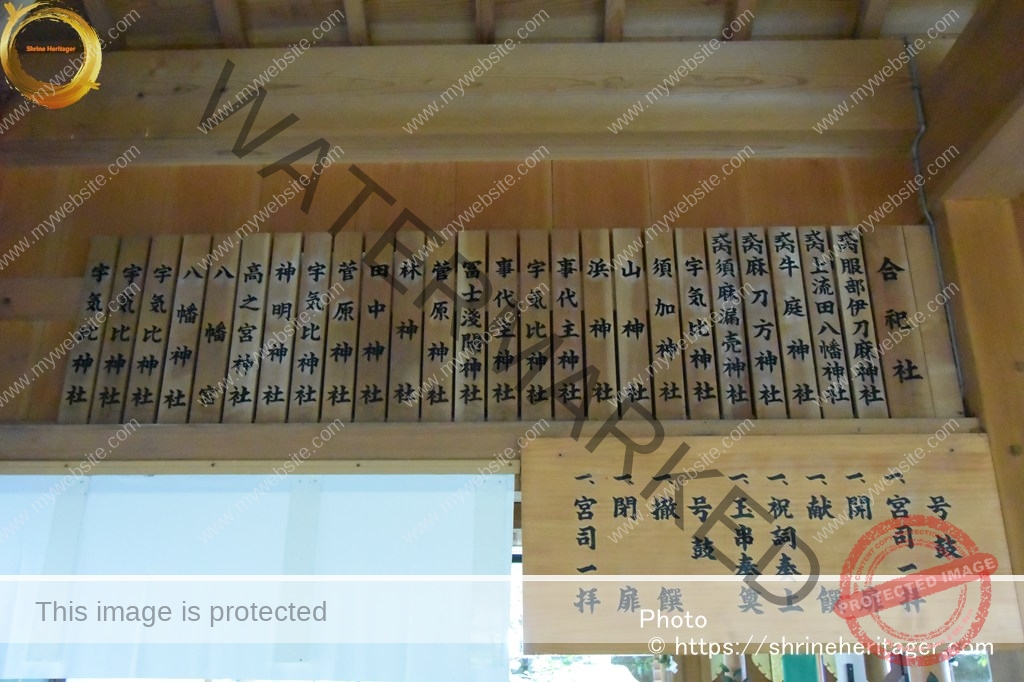 合祀社
式内服部伊刀麻神社
式内上流田八幡神社
式内牛庭神社
式内麻刀方神社
式内須麻漏売神社
宇気比神社
須加神社
山神社
浜神社
事代主神社
宇気比神社
事代主神社
冨士浅間神社
菅原神社
林神社
田中神社
菅原神社
宇気比神社
神明神社
高之宮神社
八幡宮
八幡神社
宇気比神社
宇気比神社
宇気比神社
号鼓
一、宮司一拝
一、開扉
一、献饌
一、祝詞奏上
一、玉串奉奠
号鼓
一、撤饌
一、閉扉
一、宮司一拝
Shrine Heritager
WATERMARKED
www.mywebsite.com
PROTECTED IMAGE
This image is protected
Photo
© https://shrineheritager.com